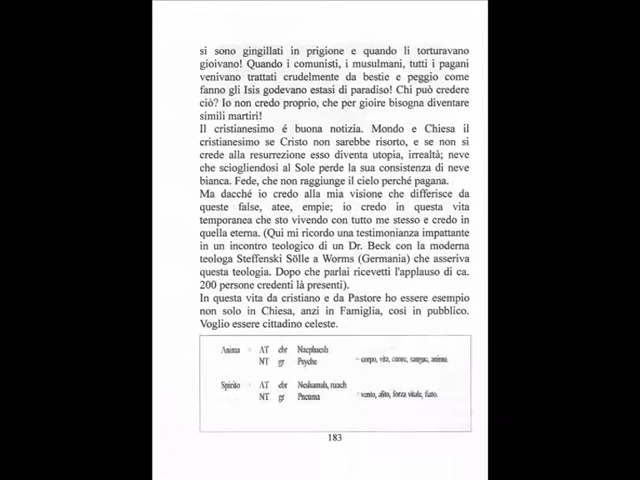 si sono gingillati in prigione e quando li torturavano
gioivano! Quando i comunisti, i musulmani, tutti i pagani
venivano trattati crudelmente da bestie e peggio come
fanno gli Isis godevano estasi di paradiso! Chi può credere
ciò? Io non credo proprio, che per gioire bisogna diventare
simili martiri!
Il cristianesimo é buona notizia. Mondo e Chiesa il
cristianesimo se Cristo non sarebbe risorto, e se non si
crede alla resurrezione esso diventa utopia, irrealtà; neve
che sciogliendosi al Sole perde la sua consistenza di neve
bianca. Fede, che non raggiunge il cielo perché pagana.
Ma dacché io credo alla mia visione che differisce da
queste false, atee, empie; io credo in questa vita
temporanea che sto vivendo con tutto me stesso e credo in
quella eterna. (Qui mi ricordo una testimonianza impattante
in un incontro teologico di un Dr. Beck con la moderna
teologa Steffenski Sölle a Worms (Germania) che asseriva
questa teologia. Dopo che parlai ricevetti l'applauso di ca.
200 persone credenti là presenti).
In questa vita da cristiano e da Pastore ho essere esempio
non solo in Chiesa, anzi in Famiglia, così in pubblico.
Voglio essere cittadino celeste.
Anima = AT ebr Naephaesh
NT gr Psyche = corpo, vita, cuore, sangue, animo.
Spirito = AT ebr Neshamah, ruach
NT gr Pneuma = vento, alito, forza vitale, fiato.
183